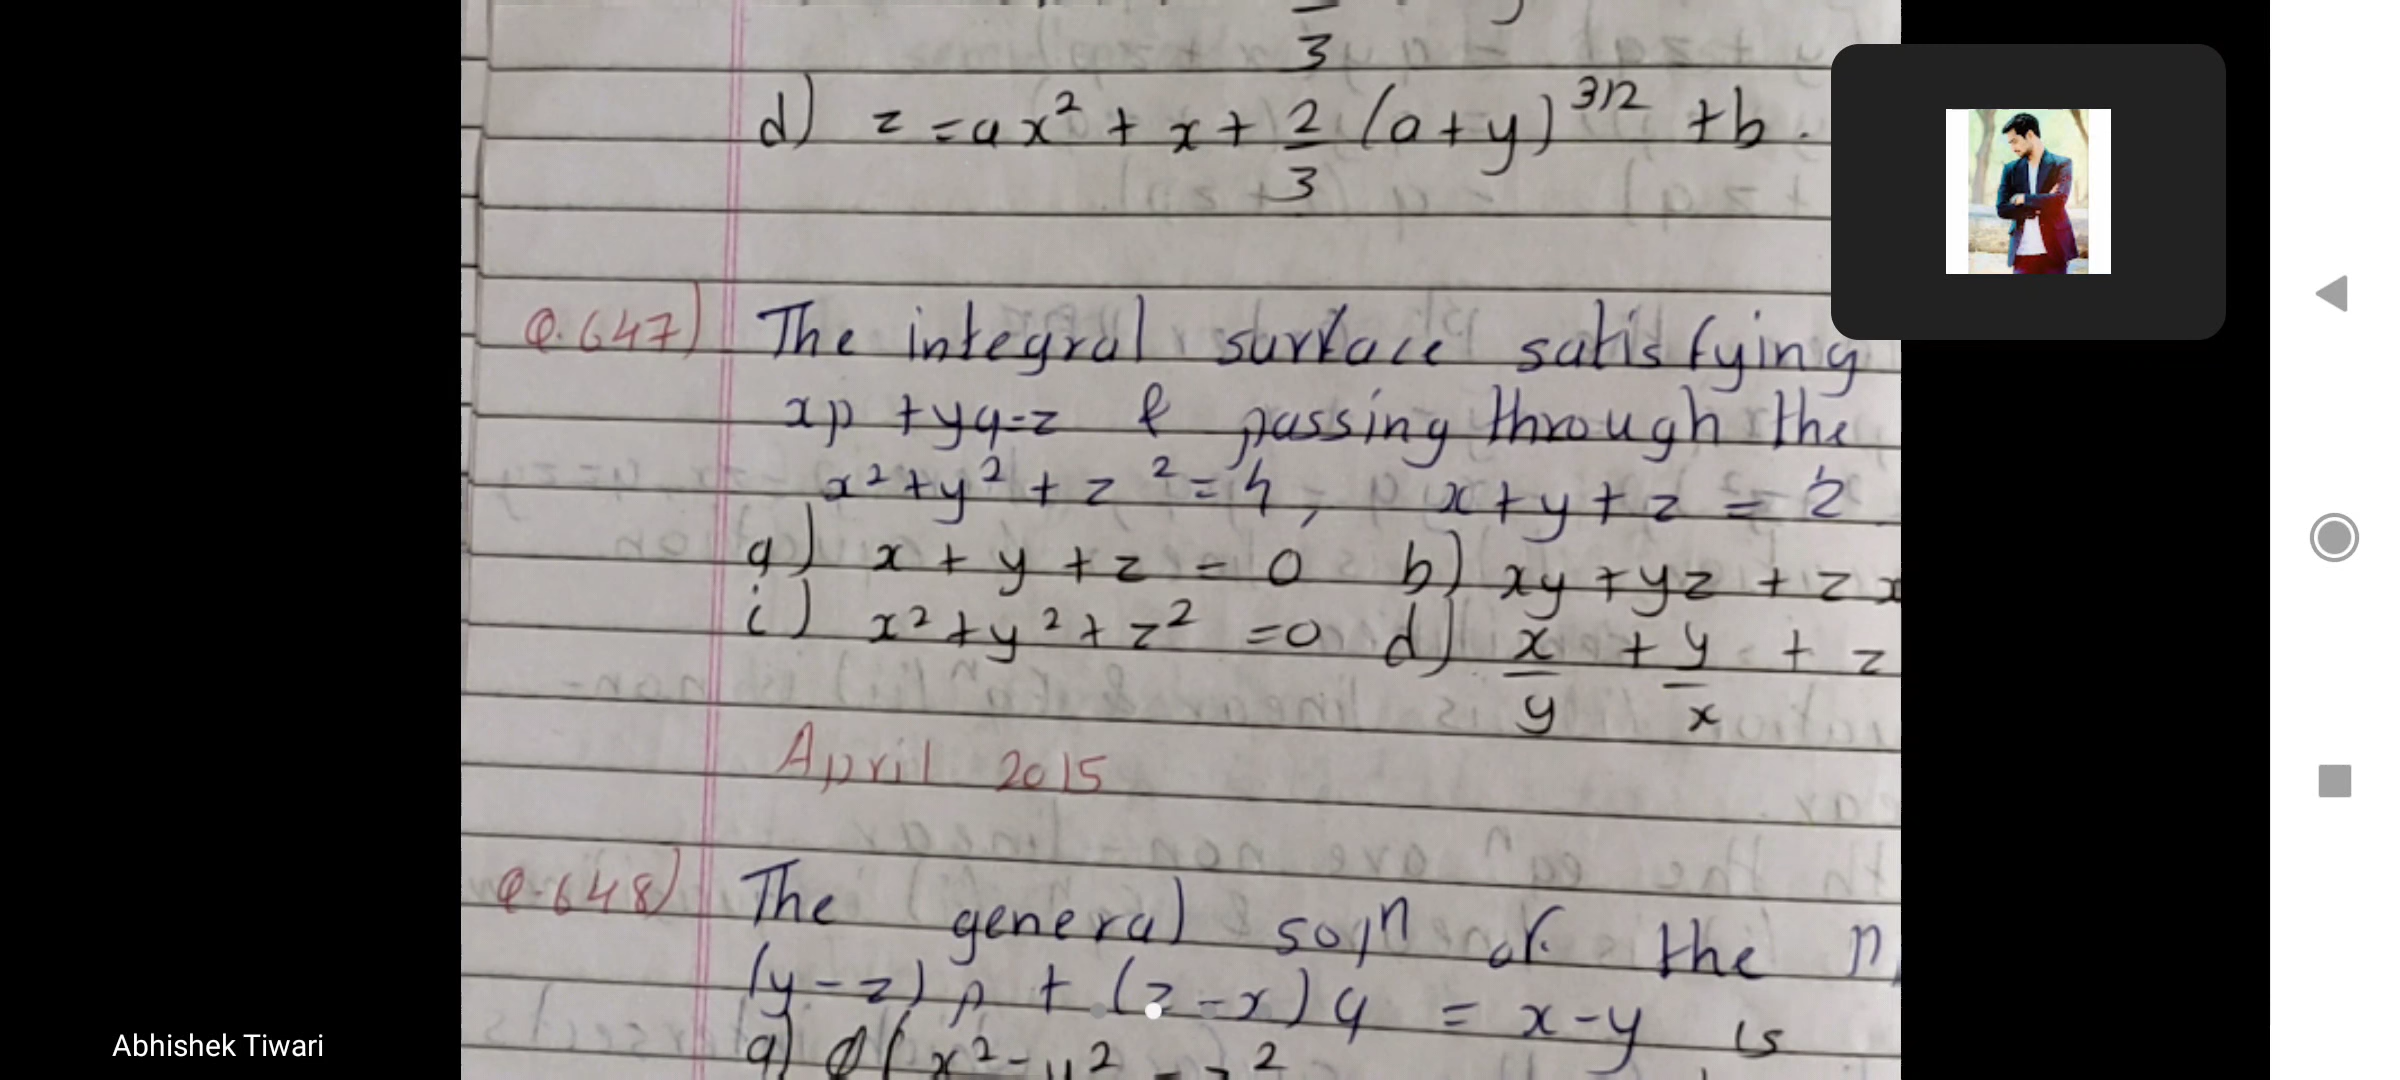 3
d) z = ax² + x + 2/3 (a+y)^3/2 + b.
Q.647) The integral surface satisfying
xp + yq = z & passing through the
x² + y² + z² = 4, x + y + z = 2
a) x + y + z = 0 b) xy + yz + zx
c) x² + y² + z² = 0 d) x/y + y/x + z
April 2015
Q.648) The general soln of the
(y-z)p + (z-x)q = x-y is
a)
Abhishek Tiwari